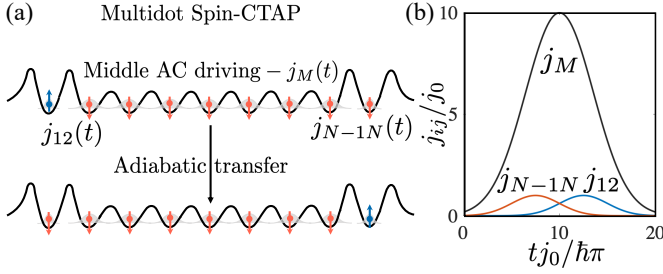 (a) Multidot Spin-CTAP
Middle AC driving – j_M(t)
j_12(t)
j_N−1N(t)
Adiabatic transfer
(b)
j_ij/j_0
10
5
0
j_M
j_N−1N
j_12
0 10 20
tj_0/ħπ